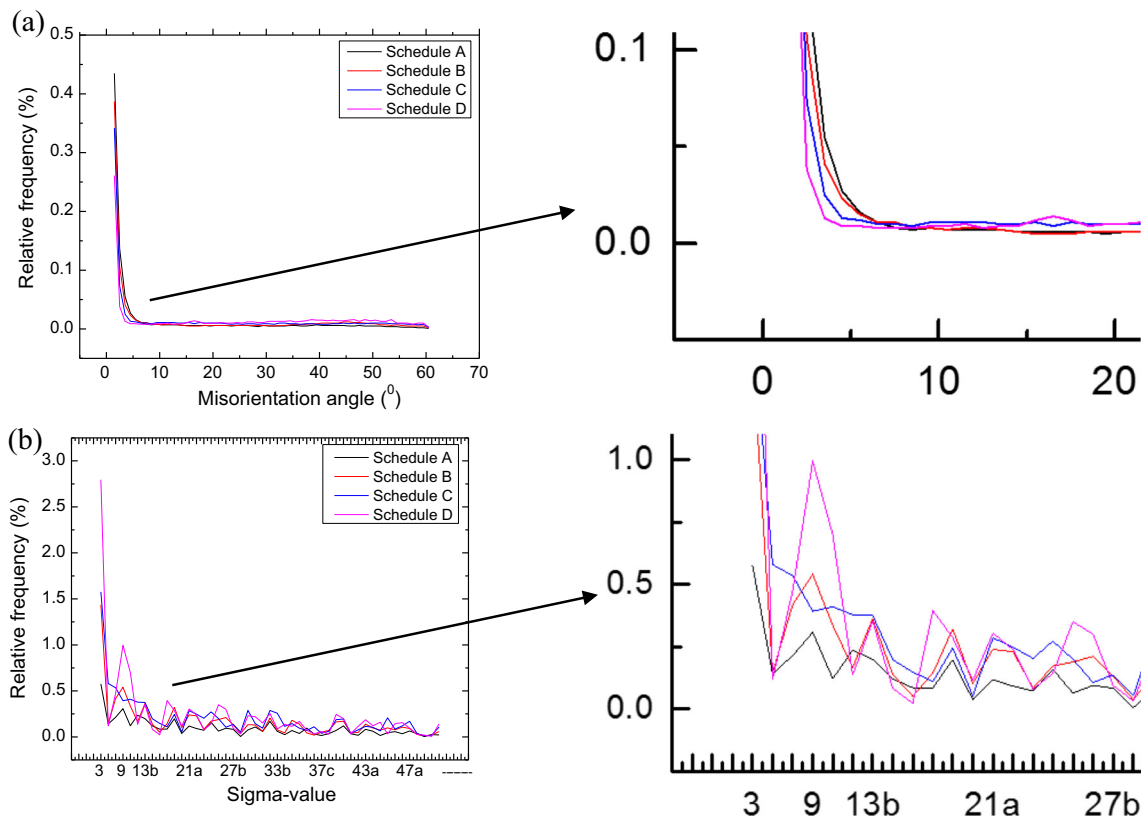 (a)
0.5
0.4
0.3
0.2
0.1
0.0
Relative frequency (%)
Schedule A
Schedule B
Schedule C
Schedule D
0 10 20 30 40 50 60 70
Misorientation angle (⁰)
0.1
0.0
0 10 20
(b)
3.0
2.5
2.0
1.5
1.0
0.5
0.0
Relative frequency (%)
Schedule A
Schedule B
Schedule C
Schedule D
3 9 13b 21a 27b 33b 37c 43a 47a -----
Sigma-value
1.0
0.5
0.0
3 9 13b 21a 27b